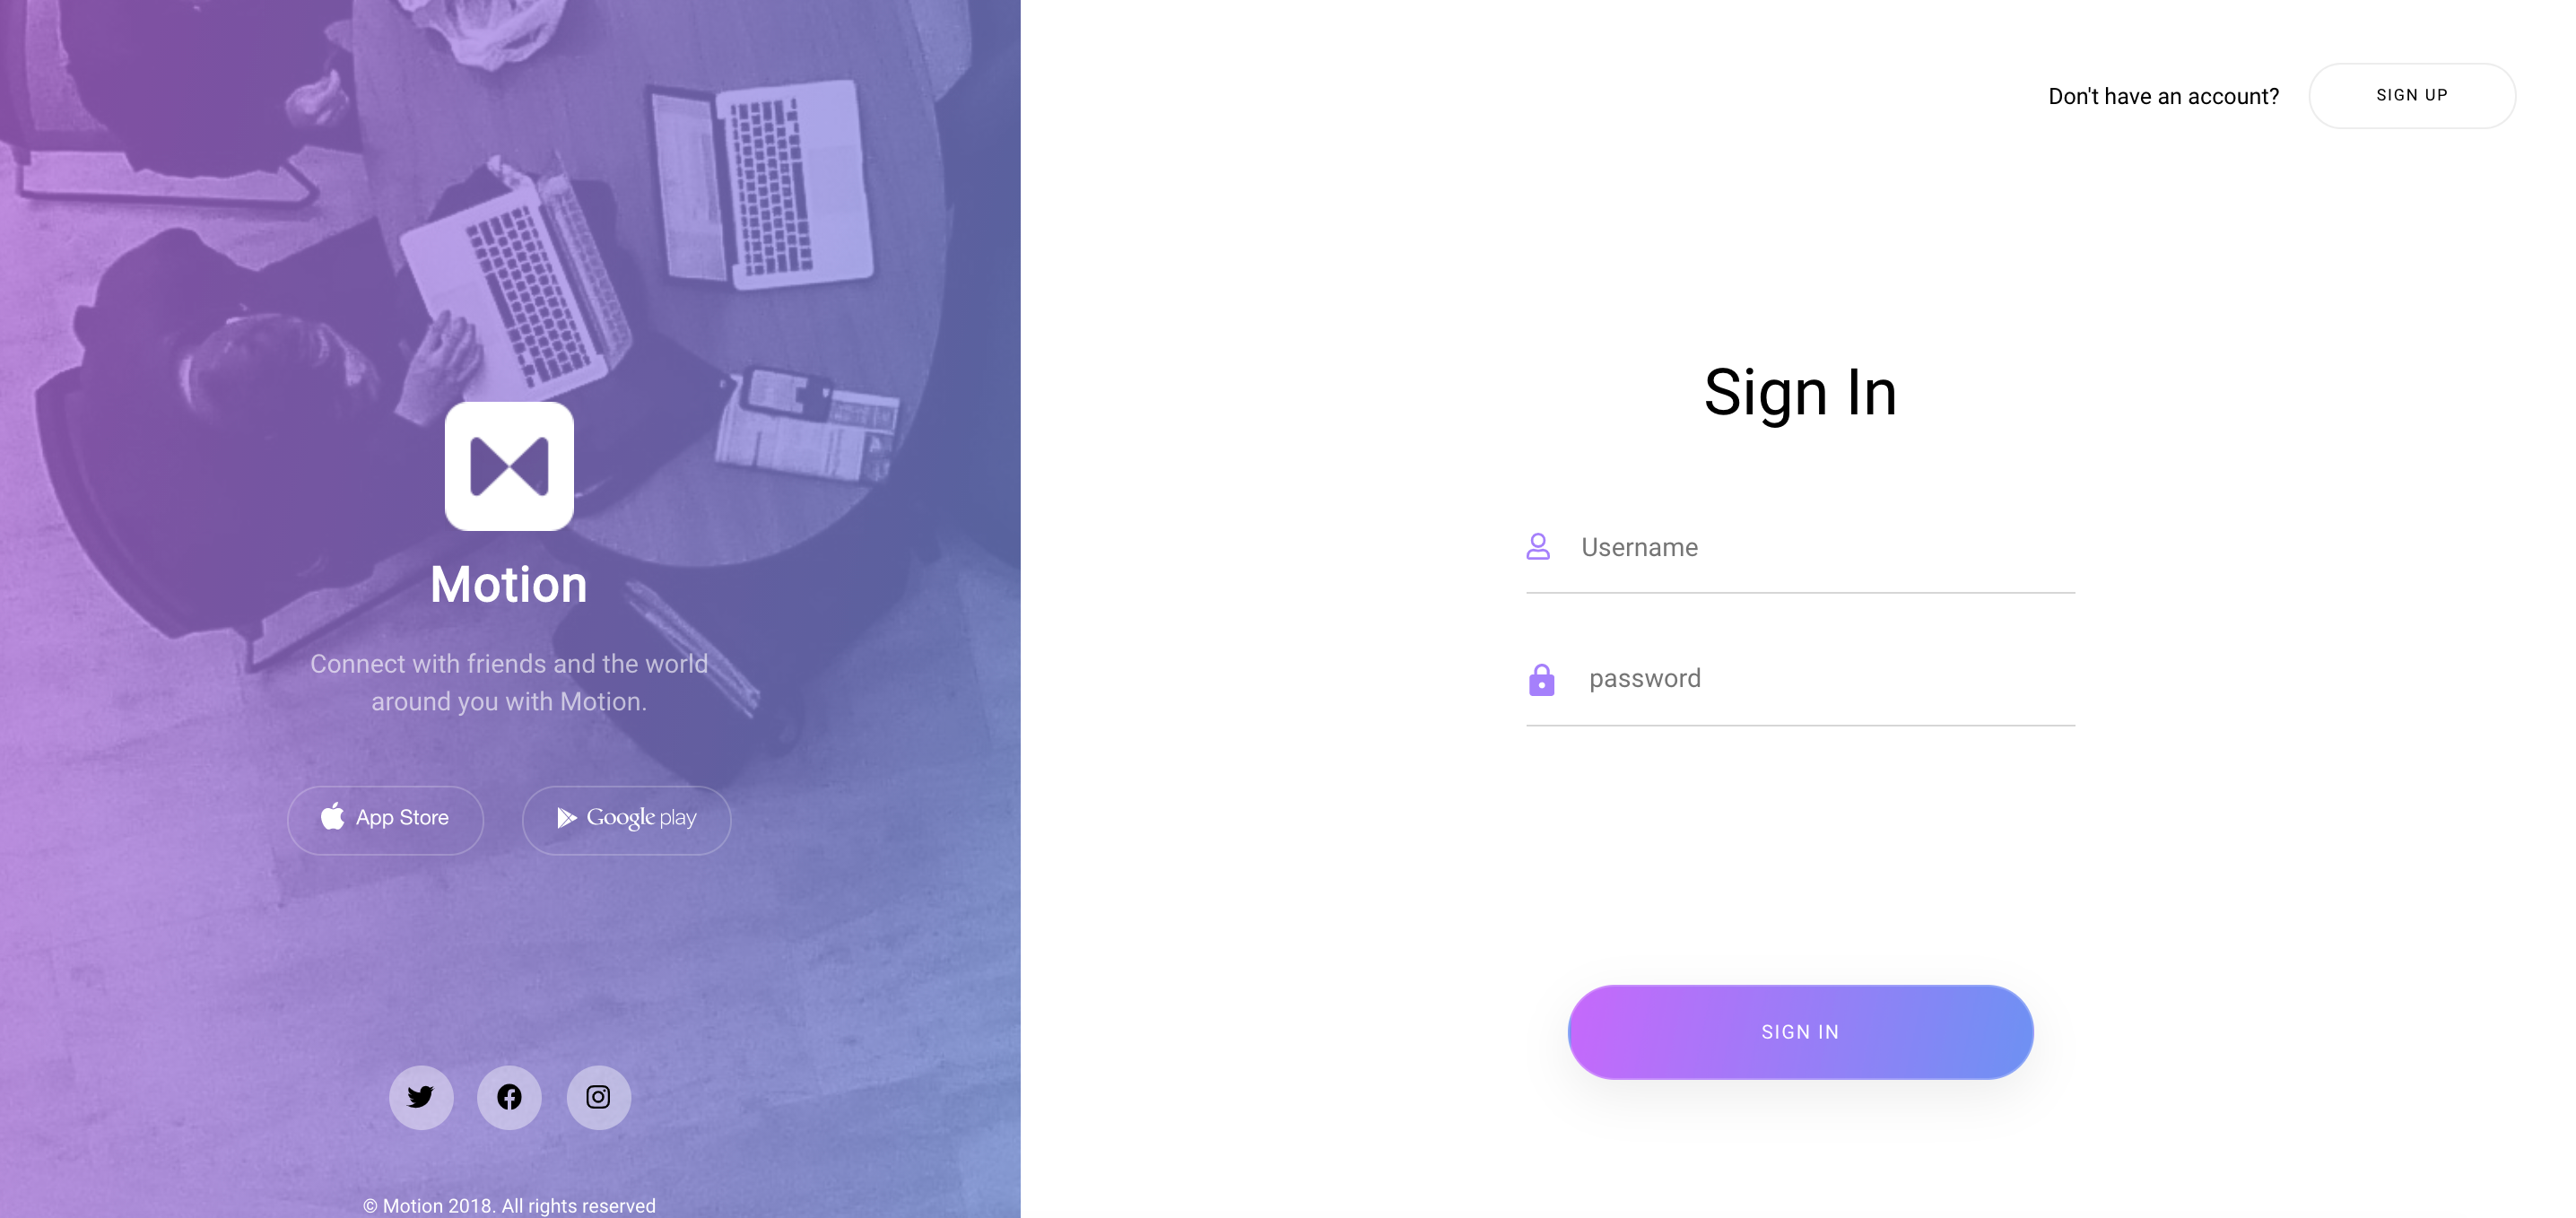 Don't have an account?
SIGN UP
Sign In
Username
password
SIGN IN
Motion
Connect with friends and the world
around you with Motion.
App Store
Google play
© Motion 2018. All rights reserved